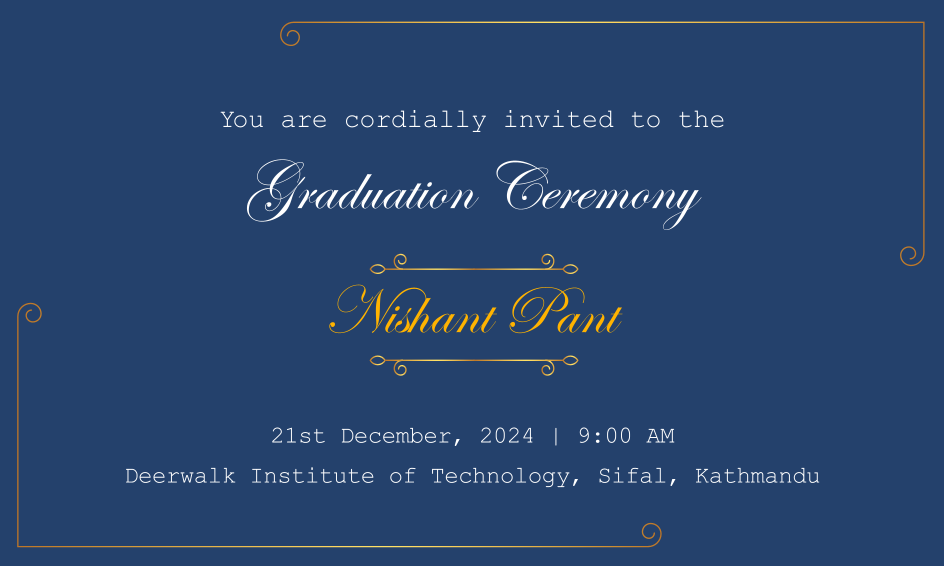 You are cordially invited to the
Graduation Ceremony
Nishant Pant
21st December, 2024 | 9:00 AM
Deerwalk Institute of Technology, Sifal, Kathmandu